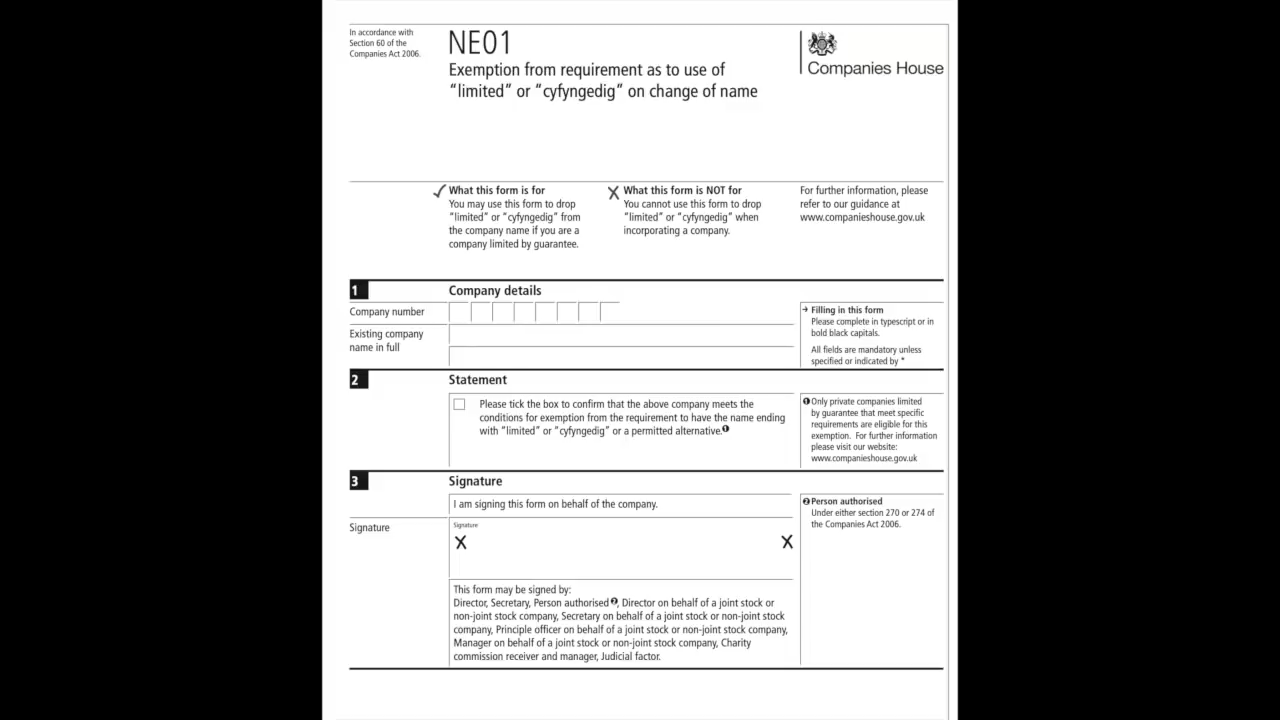 In accordance with
Section 60 of the
Companies Act 2006.
NE01
Exemption from requirement as to use of
“limited” or “cyfyngedig” on change of name
Companies House
What this form is for
You may use this form to drop
“limited” or “cyfyngedig” from
the company name if you are a
company limited by guarantee.
What this form is NOT for
You cannot use this form to drop
“limited” or “cyfyngedig” when
incorporating a company.
For further information, please
refer to our guidance at
www.companieshouse.gov.uk
1
Company details
Company number
Existing company
name in full
→ Filling in this form
Please complete in typescript or in
bold black capitals.
All fields are mandatory unless
specified or indicated by *
2
Statement
Please tick the box to confirm that the above company meets the
conditions for exemption from the requirement to have the name ending
with “limited” or “cyfyngedig” or a permitted alternative.❶
❶ Only private companies limited
by guarantee that meet specific
requirements are eligible for this
exemption. For further information
please visit our website:
www.companieshouse.gov.uk
3
Signature
I am signing this form on behalf of the company.
Signature
Signature
X X
This form may be signed by:
Director, Secretary, Person authorised ❷, Director on behalf of a joint stock or
non-joint stock company, Secretary on behalf of a joint stock or non-joint stock
company, Principle officer on behalf of a joint stock or non-joint stock company,
Manager on behalf of a joint stock or non-joint stock company, Charity
commission receiver and manager, Judicial factor.
❷ Person authorised
Under either section 270 or 274 of
the Companies Act 2006.